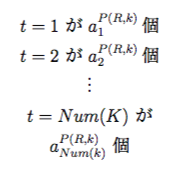 t = 1 が a_1^{P(R,k)} 個
t = 2 が a_2^{P(R,k)} 個
⋮
t = Num(K) が
a_{Num(k)}^{P(R,k)} 個